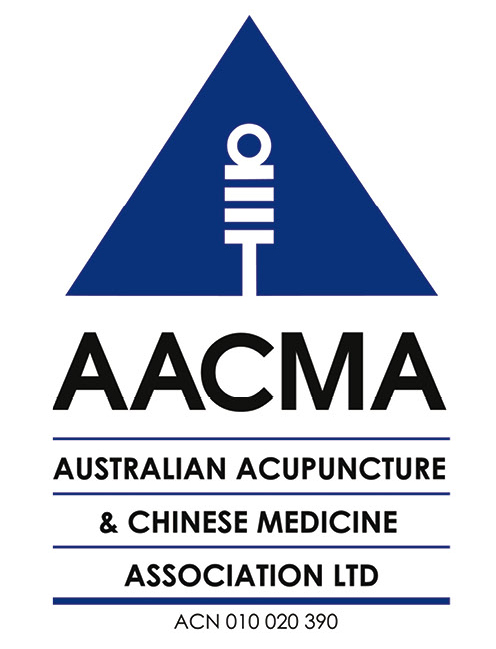 AACMA
AUSTRALIAN ACUPUNCTURE
& CHINESE MEDICINE
ASSOCIATION LTD
ACN 010 020 390